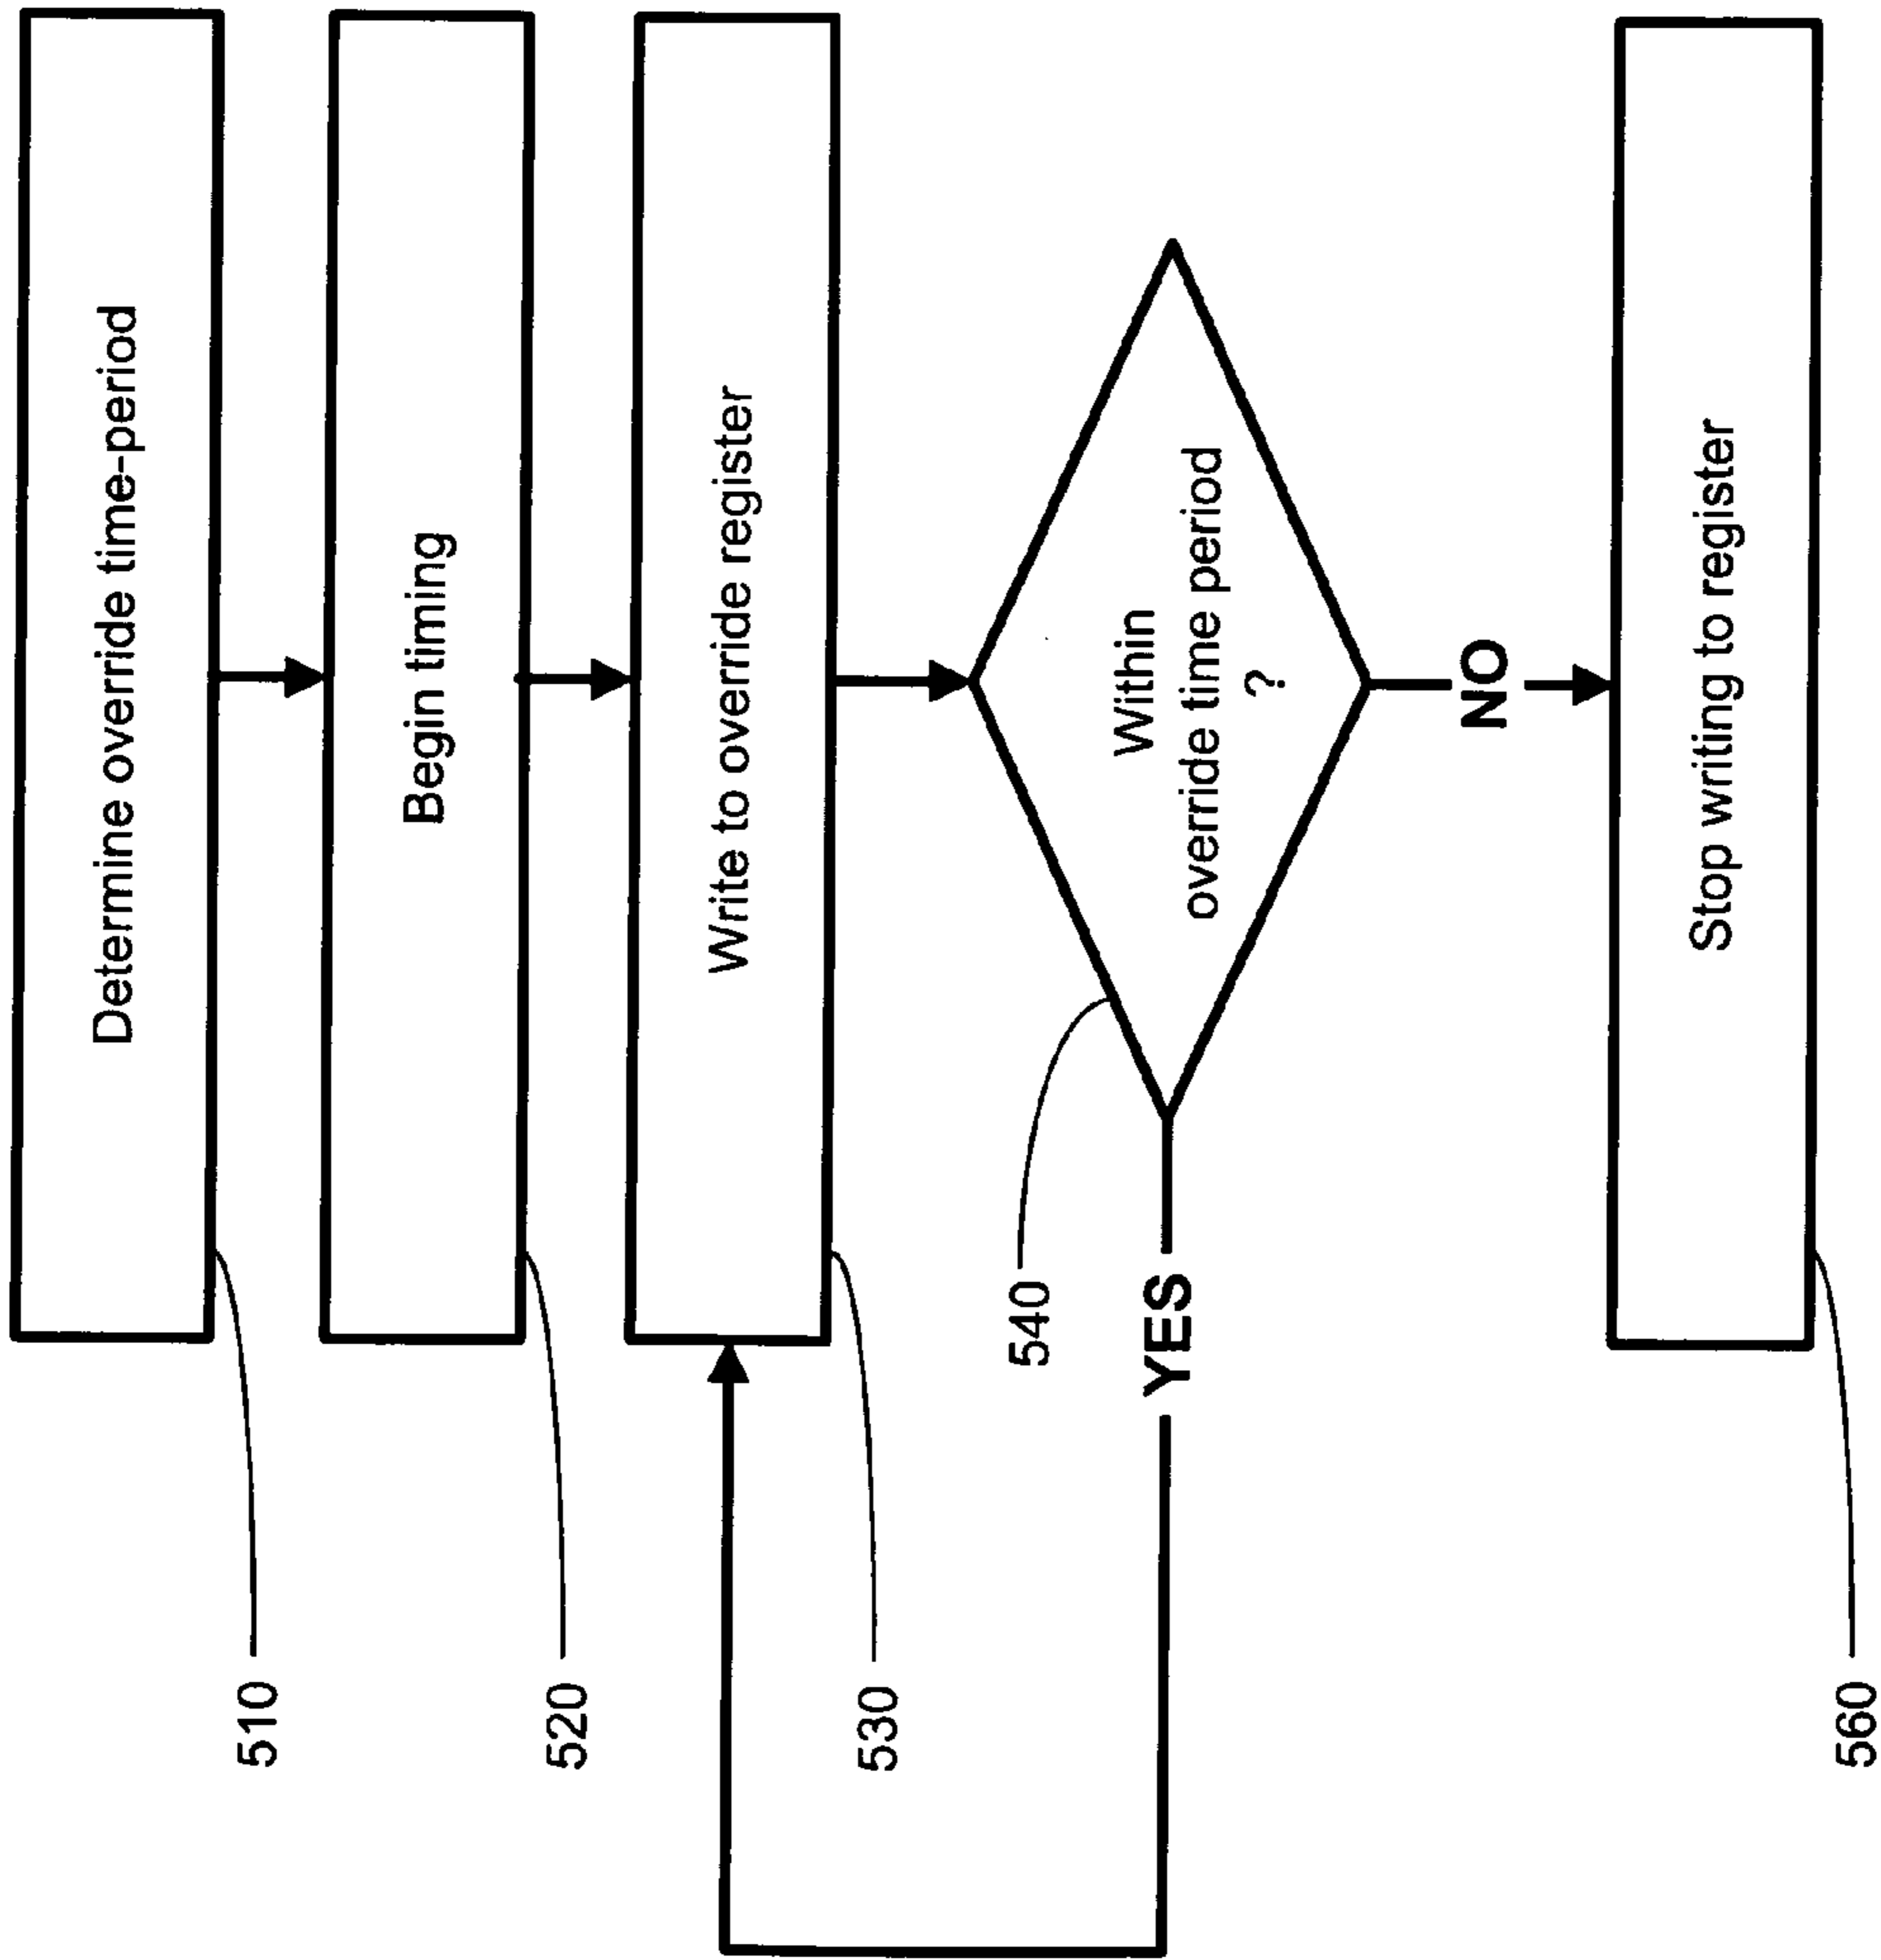 Determine override time-period
510
Begin timing
520
Write to override register
530
540
Within
override time period
?
YES
NO
Stop writing to register
560